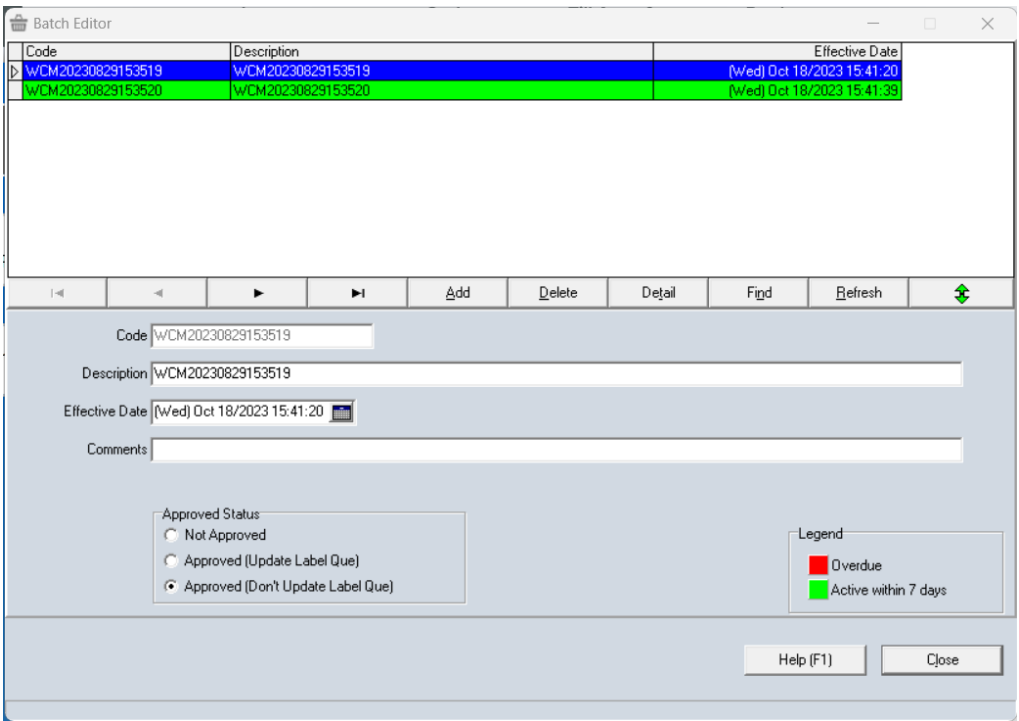 Batch Editor
Code Description Effective Date
WCM20230829153519 WCM20230829153519 (Wed) Oct 18/2023 15:41:20
WCM20230829153520 WCM20230829153520 (Wed) Oct 18/2023 15:41:39
Add Delete Detail Find Refresh
Code WCM20230829153519
Description WCM20230829153519
Effective Date (Wed) Oct 18/2023 15:41:20
Comments
Approved Status
Not Approved
Approved (Update Label Que)
Approved (Don't Update Label Que)
Legend
Overdue
Active within 7 days
Help (F1) Close